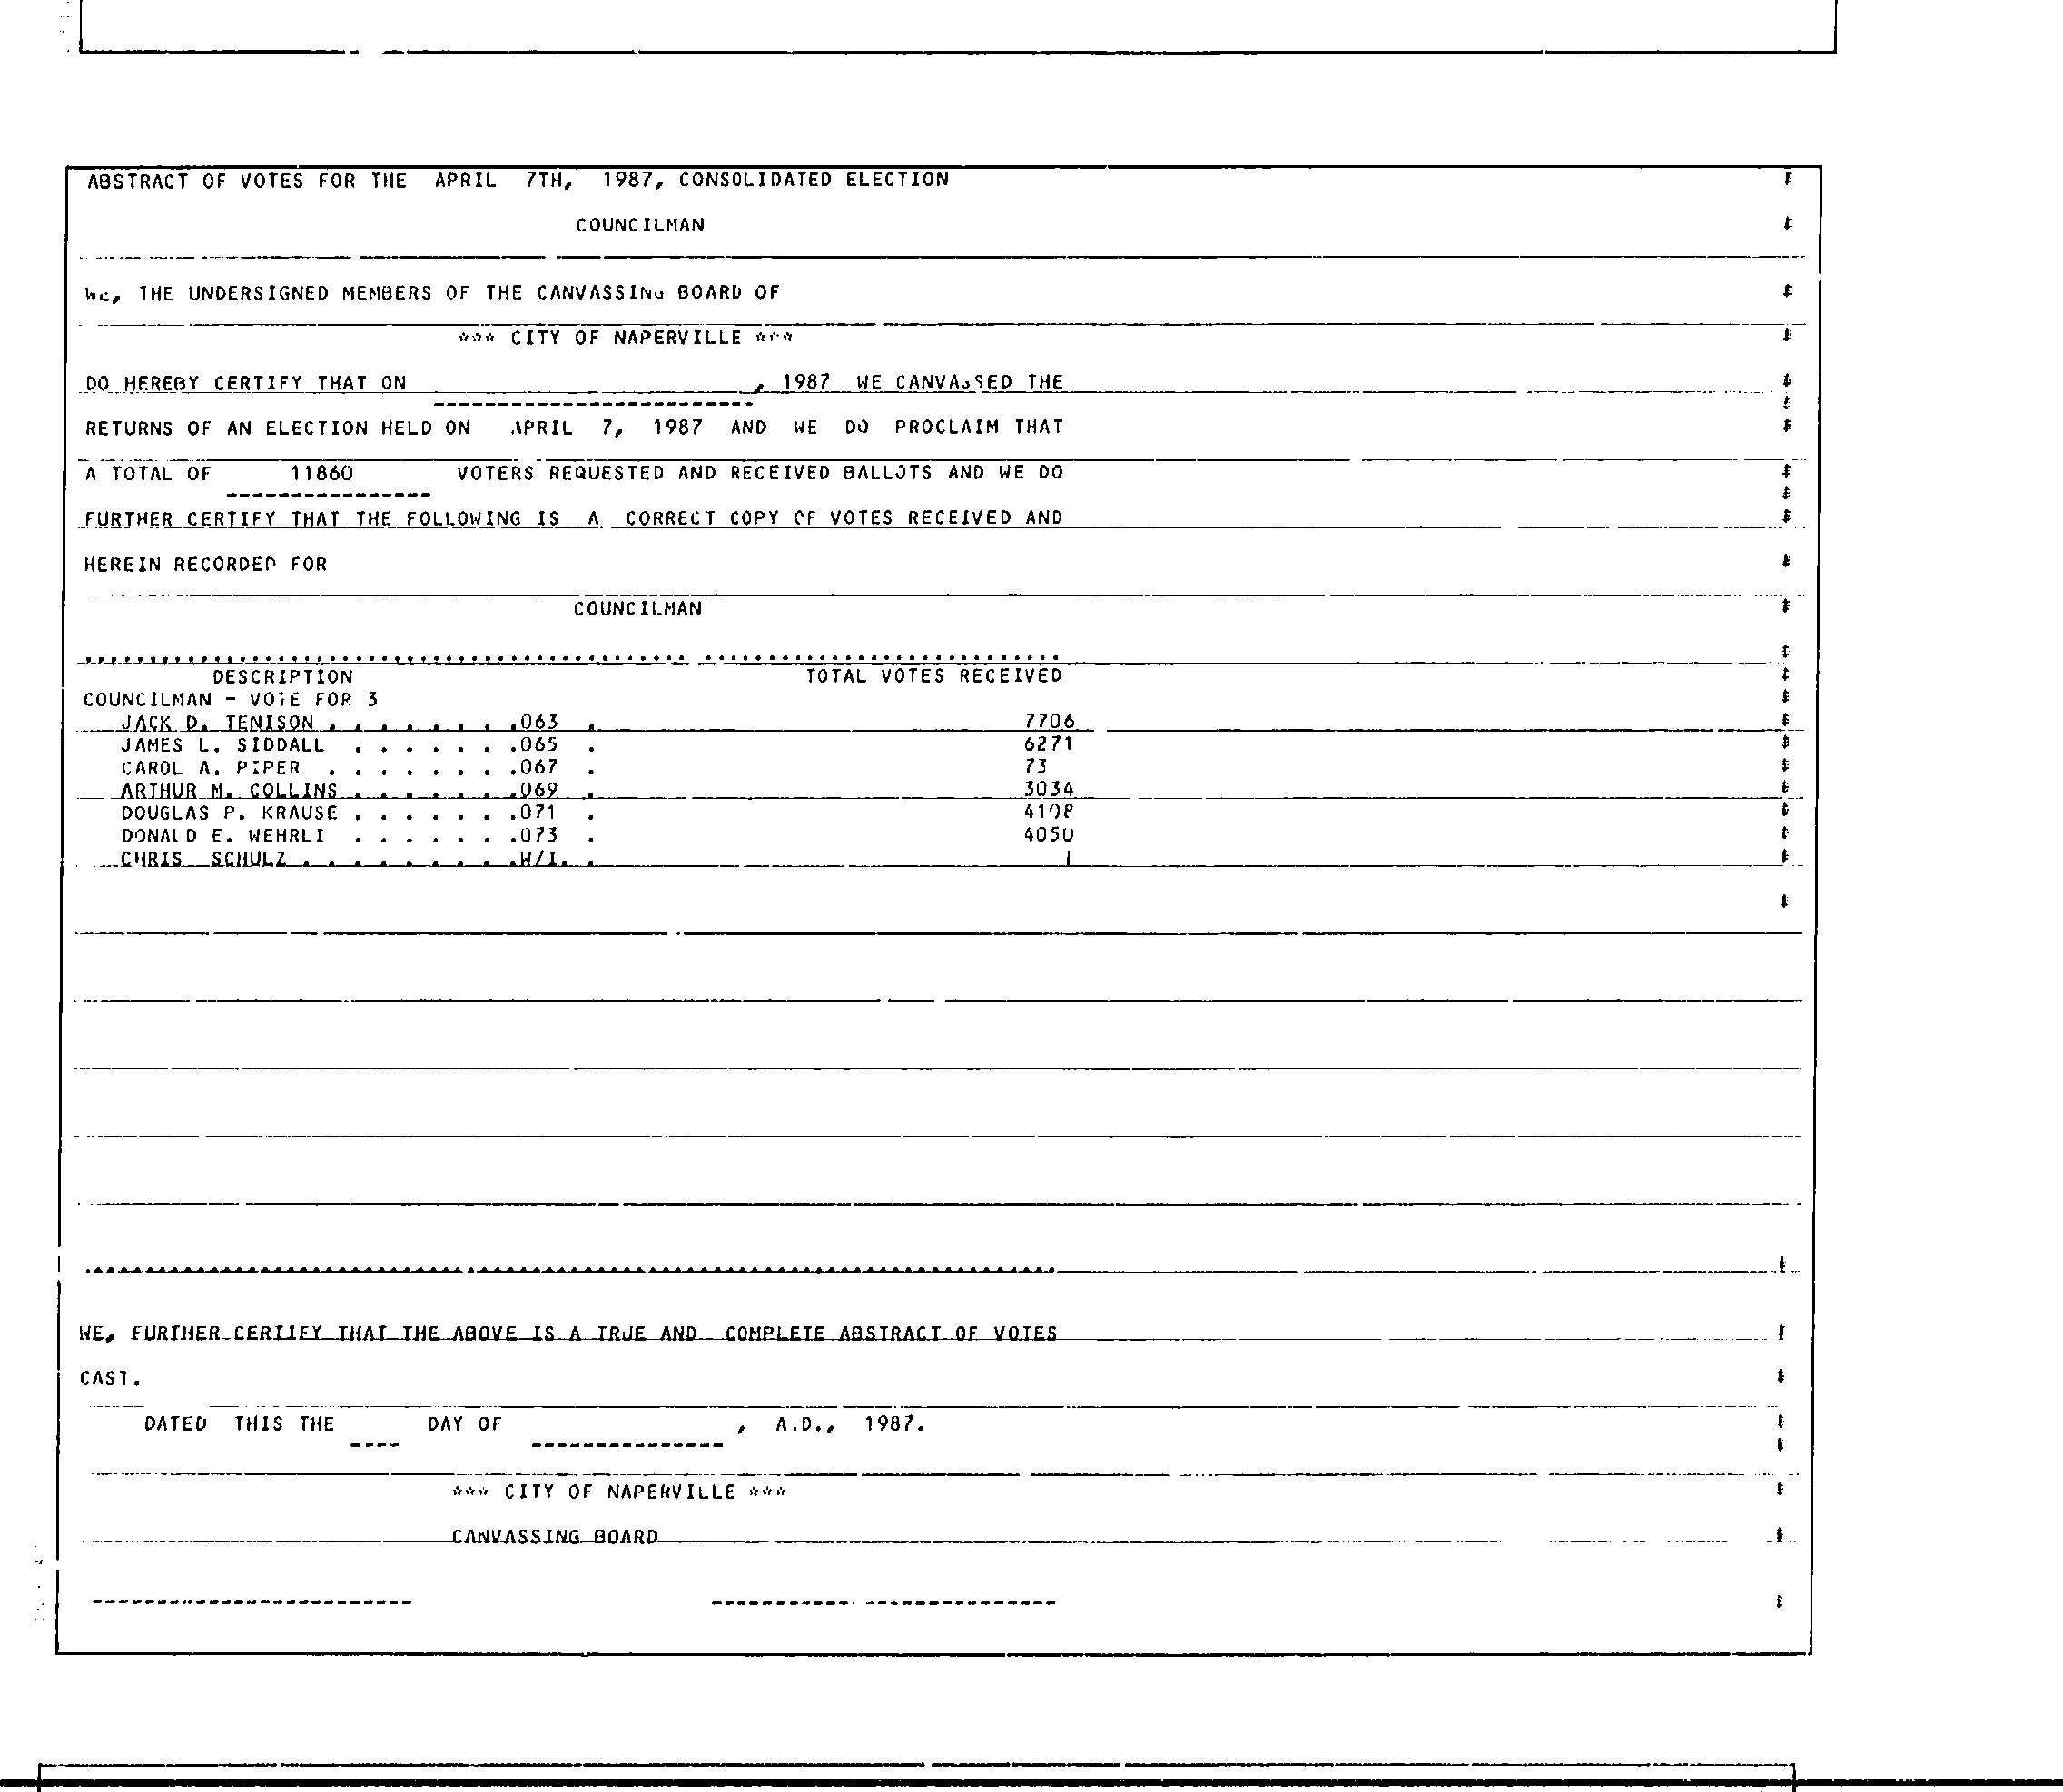 ABSTRACT OF VOTES FOR THE APRIL 7TH, 1987, CONSOLIDATED ELECTION
COUNCILMAN
WE, THE UNDERSIGNED MEMBERS OF THE CANVASSING BOARD OF
*** CITY OF NAPERVILLE ***
DO HEREBY CERTIFY THAT ON , 1987 WE CANVASSED THE
RETURNS OF AN ELECTION HELD ON APRIL 7, 1987 AND WE DO PROCLAIM THAT
A TOTAL OF 11860 VOTERS REQUESTED AND RECEIVED BALLOTS AND WE DO
FURTHER CERTIFY THAT THE FOLLOWING IS A CORRECT COPY OF VOTES RECEIVED AND
HEREIN RECORDED FOR
COUNCILMAN
DESCRIPTION TOTAL VOTES RECEIVED
COUNCILMAN - VOTE FOR 3
JACK D. TENISON . . . . . . . .063 . 7706
JAMES L. SIDDALL . . . . . . .065 . 6271
CAROL A. PIPER . . . . . . . .067 . 73
ARTHUR M. COLLINS . . . . . . .069 . 3034
DOUGLAS P. KRAUSE . . . . . . .071 .
DONALD E. WEHRLI . . . . . . .073 . 4050
CHRIS SCHULZ . . . . . . . . .W/I. . 1
WE, FURTHER CERTIFY THAT THE ABOVE IS A TRUE AND COMPLETE ABSTRACT OF VOTES
CAST.
DATED THIS THE ---- DAY OF --------------- , A.D., 1987.
*** CITY OF NAPERVILLE ***
CANVASSING BOARD